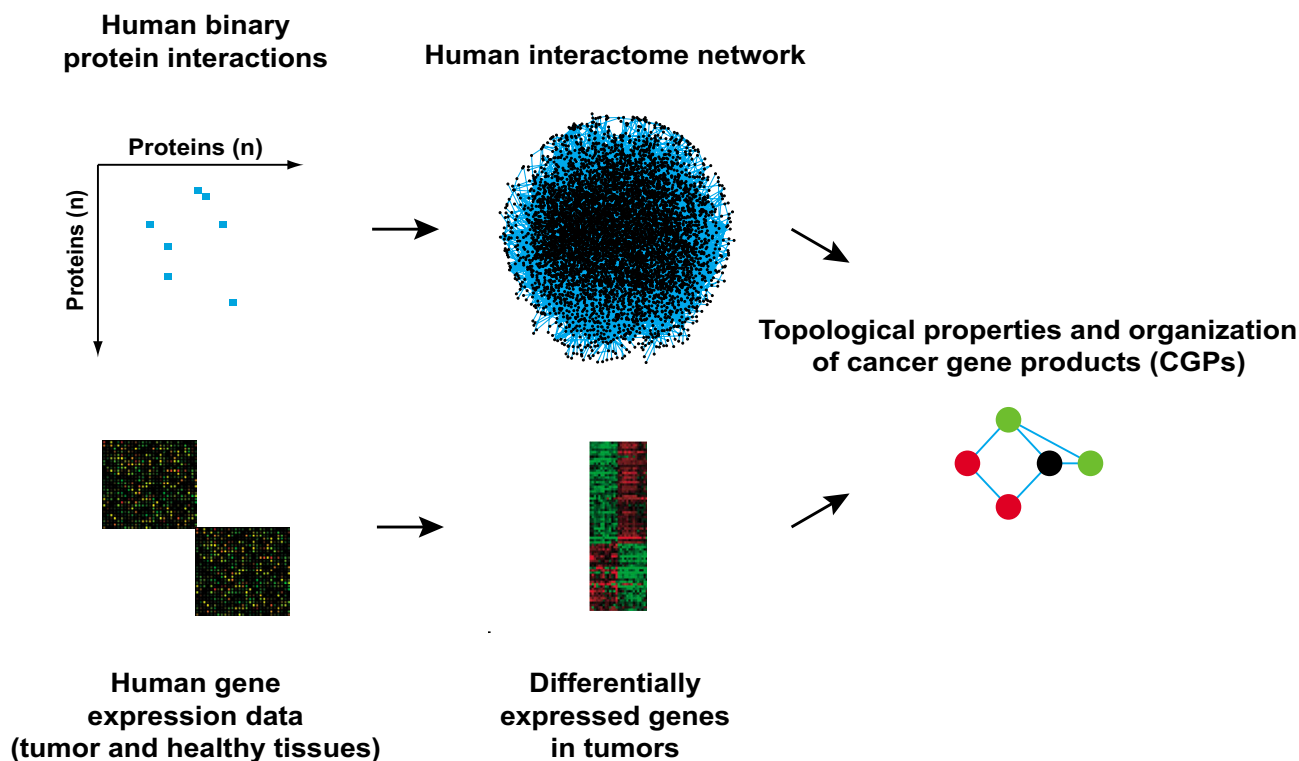 Human binary
protein interactions
Human interactome network
Proteins (n)
Proteins (n)
Topological properties and organization
of cancer gene products (CGPs)
Human gene
expression data
(tumor and healthy tissues)
Differentially
expressed genes
in tumors